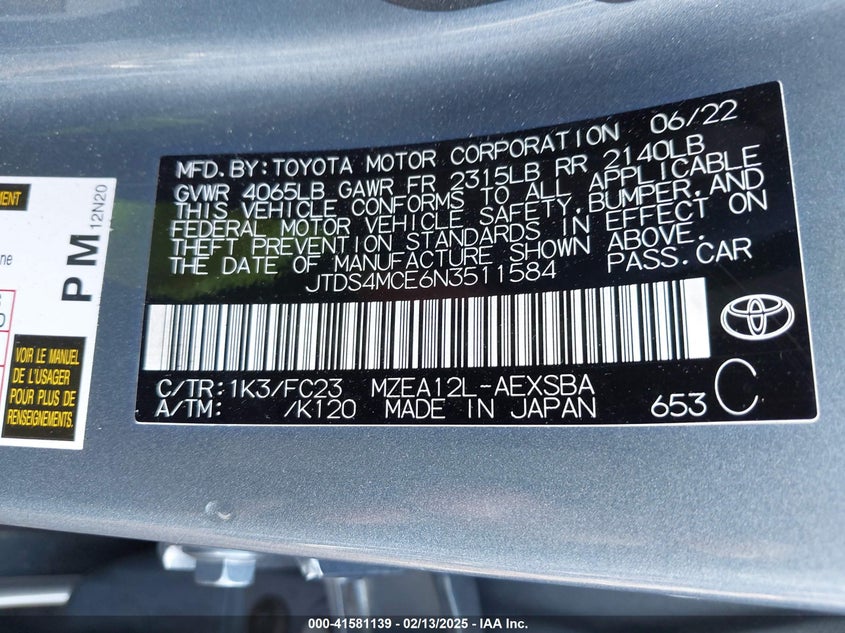 MFD.BY:TOYOTA MOTOR CORPORATION 06/22
GVWR 4065LB GAWR FR 2315LB RR 2140LB
THIS VEHICLE CONFORMS TO ALL APPLICABLE
FEDERAL MOTOR VEHICLE SAFETY,BUMPER,AND
THEFT PREVENTION STANDARDS IN EFFECT ON
THE DATE OF MANUFACTURE SHOWN ABOVE.
JTDS4MCE6N3511584 PASS.CAR
C/TR:1K3/FC23 MZEA12L-AEXSBA
A/TM: /K120 MADE IN JAPAN 653 C
PM 12N20
VOIR LE MANUEL
DE L'USAGER
POUR PLUS DE
RENSEIGNEMENTS.
000-41581139 - 02/13/2025 - IAA Inc.